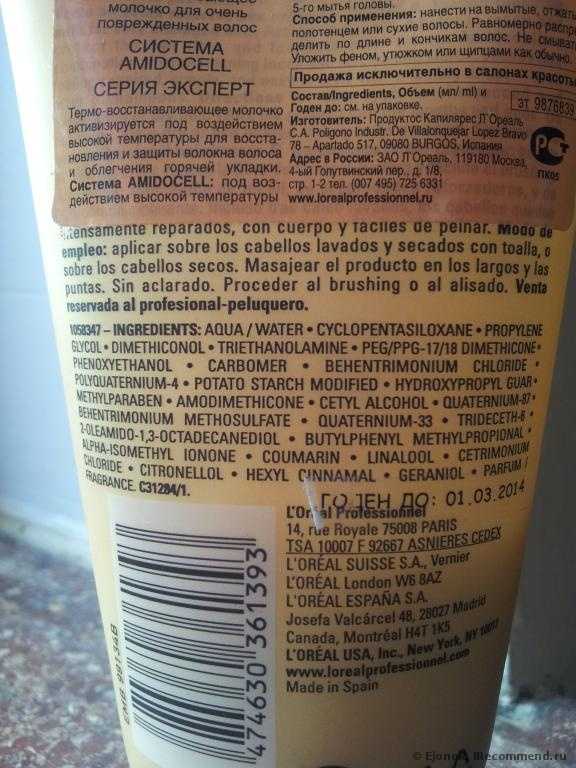 молочко для очень
поврежденных волос
СИСТЕМА
AMIDOCELL
СЕРИЯ ЭКСПЕРТ
Термо-восстанавливающее молочко
активизируется под воздействием
высокой температуры для восста-
новления и защиты волокна волоса
и облегчения горячей укладки.
Система AMIDOCELL: под воз-
действием высокой температуры
5-го мытья головы.
Способ применения: нанести на вымытые, отжаты
полотенцем или сухие волосы. Равномерно распр
делить по длине и кончикам волос. Не смыват
Уложить феном, утюжком или щипцами как обычно.
Продажа исключительно в салонах красоты
Состав/Ingredients, Объем (мл/ ml) и
Годен до: см. на упаковке.
ЭТ 9876839
Изготовитель: Продуктос Капилярес Л'Ореаль
С.А. Poligono Industr. De Villalonquejar Lopez Bravo
78 – Apartado 517, 09080 BURGOS, Испания
Адрес в России: ЗАО Л'Ореаль, 119180 Москва,
4-ый Голутвинский пер., д. 1/8,
стр. 1-2 тел. (007 495) 725 6331
www.lorealprofessionnel.ru
ПК05
intensamente reparados, con cuerpo y fáciles de peinar. Modo de
empleo: aplicar sobre los cabellos lavados y secados con toalla, o
sobre los cabellos secos. Masajear el producto en los largos y las
puntas. Sin aclarado. Proceder al brushing o al alisado. Venta
reservada al profesional-peluquero.
1058347 – INGREDIENTS: AQUA / WATER • CYCLOPENTASILOXANE • PROPYLENE
GLYCOL • DIMETHICONOL • TRIETHANOLAMINE • PEG/PPG-17/18 DIMETHICONE •
PHENOXYETHANOL • CARBOMER • BEHENTRIMONIUM CHLORIDE •
POLYQUATERNIUM-4 • POTATO STARCH MODIFIED • HYDROXYPROPYL GUAR •
METHYLPARABEN • AMODIMETHICONE • CETYL ALCOHOL • QUATERNIUM-87 •
BEHENTRIMONIUM METHOSULFATE • QUATERNIUM-33 • TRIDECETH-6 •
2-OLEAMIDO-1,3-OCTADECANEDIOL • BUTYLPHENYL METHYLPROPIONAL •
ALPHA-ISOMETHYL IONONE • COUMARIN • LINALOOL • CETRIMONIUM
CHLORIDE • CITRONELLOL • HEXYL CINNAMAL • GERANIOL • PARFUM /
FRAGRANCE. C31284/1.
ГОДЕН ДО: 01.03.2014
L'Oréal Professionnel
14, rue Royale 75008 PARIS
TSA 10007 F 92667 ASNIERES CEDEX
L'ORÉAL SUISSE S.A., Vernier
L'ORÉAL London W6 8AZ
L'ORÉAL ESPAÑA S.A.
Josefa Valcárcel 48, 28027 Madrid
Canada, Montréal H4T 1K5
L'ORÉAL USA, Inc., New York, NY 10017
www.lorealprofessionnel.com
Made in Spain
474630 361393
IRecommend.ru